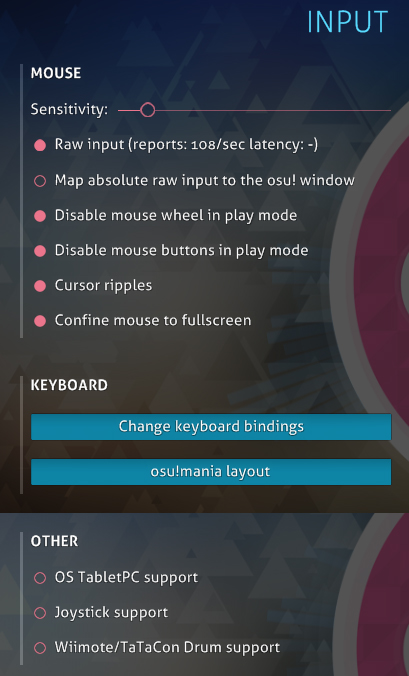 INPUT
MOUSE
Sensitivity:
Raw input (reports: 108/sec latency: -)
Map absolute raw input to the osu! window
Disable mouse wheel in play mode
Disable mouse buttons in play mode
Cursor ripples
Confine mouse to fullscreen
KEYBOARD
Change keyboard bindings
osu!mania layout
OTHER
OS TabletPC support
Joystick support
Wiimote/TaTaCon Drum support